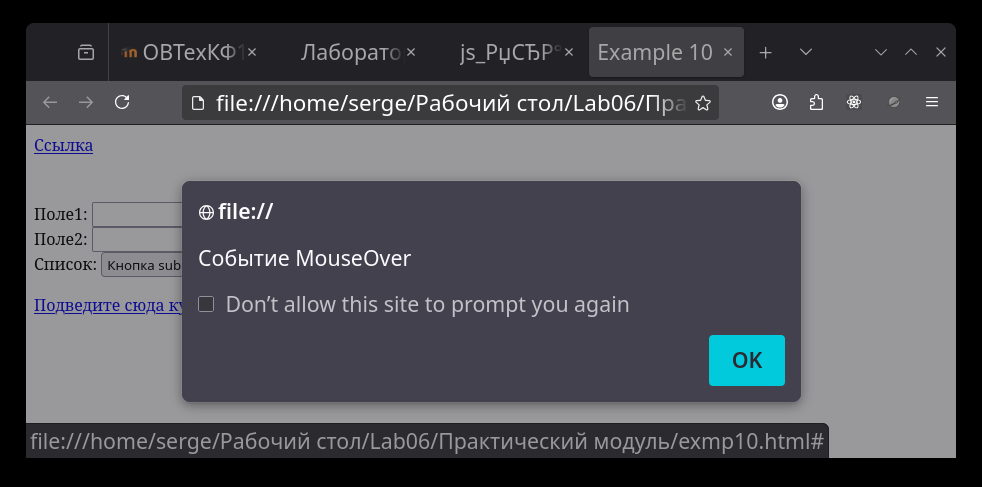 ОВТехКФ1
Лаборато
js_РџСЂР°
Example 10
file:///home/serge/Рабочий стол/Lab06/Пра
Ссылка
file://
Поле1:
Событие MouseOver
Поле2:
Список: Кнопка sub
Don’t allow this site to prompt you again
Подведите сюда ку
OK
file:///home/serge/Рабочий стол/Lab06/Практический модуль/exmp10.html#